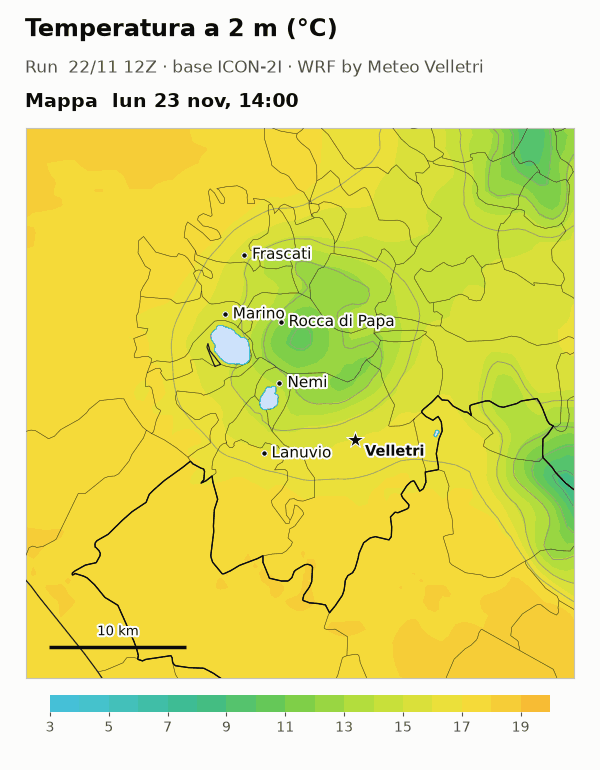 Temperatura a 2 m (°C)
Run  22/11 12Z · base ICON-2I · WRF by Meteo Velletri
Mappa  lun 23 nov, 14:00
Frascati
Marino
Rocca di Papa
Nemi
Velletri
Lanuvio
10 km
3 5 7 9 11 13 15 17 19